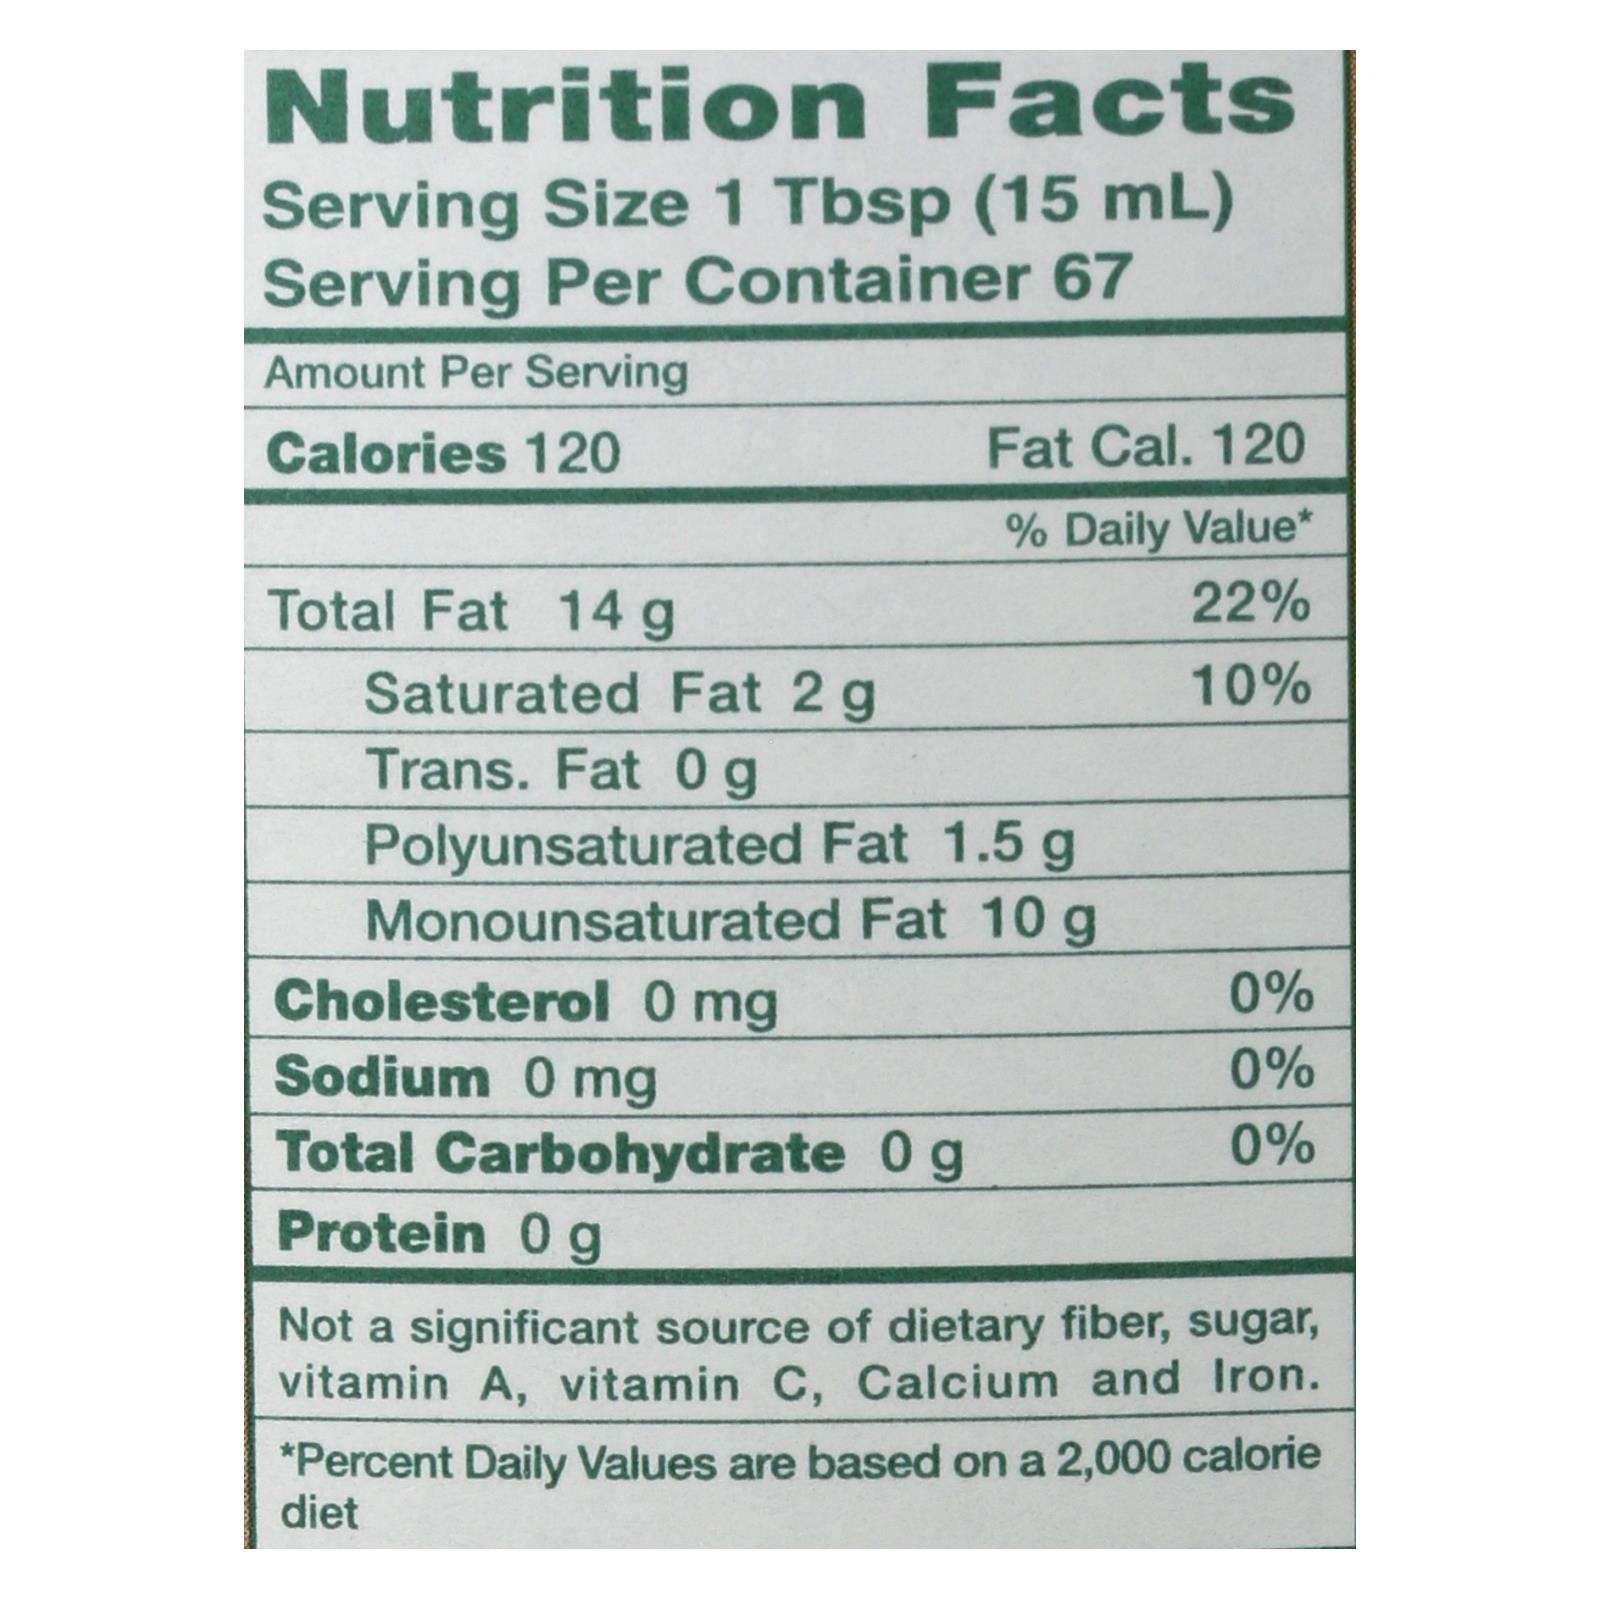 Nutrition Facts
Serving Size 1 Tbsp (15 mL)
Serving Per Container 67
Amount Per Serving
Calories 120 Fat Cal. 120
% Daily Value*
Total Fat 14 g 22%
Saturated Fat 2 g 10%
Trans. Fat 0 g
Polyunsaturated Fat 1.5 g
Monounsaturated Fat 10 g
Cholesterol 0 mg 0%
Sodium 0 mg 0%
Total Carbohydrate 0 g 0%
Protein 0 g
Not a significant source of dietary fiber, sugar,
vitamin A, vitamin C, Calcium and Iron.
*Percent Daily Values are based on a 2,000 calorie
diet